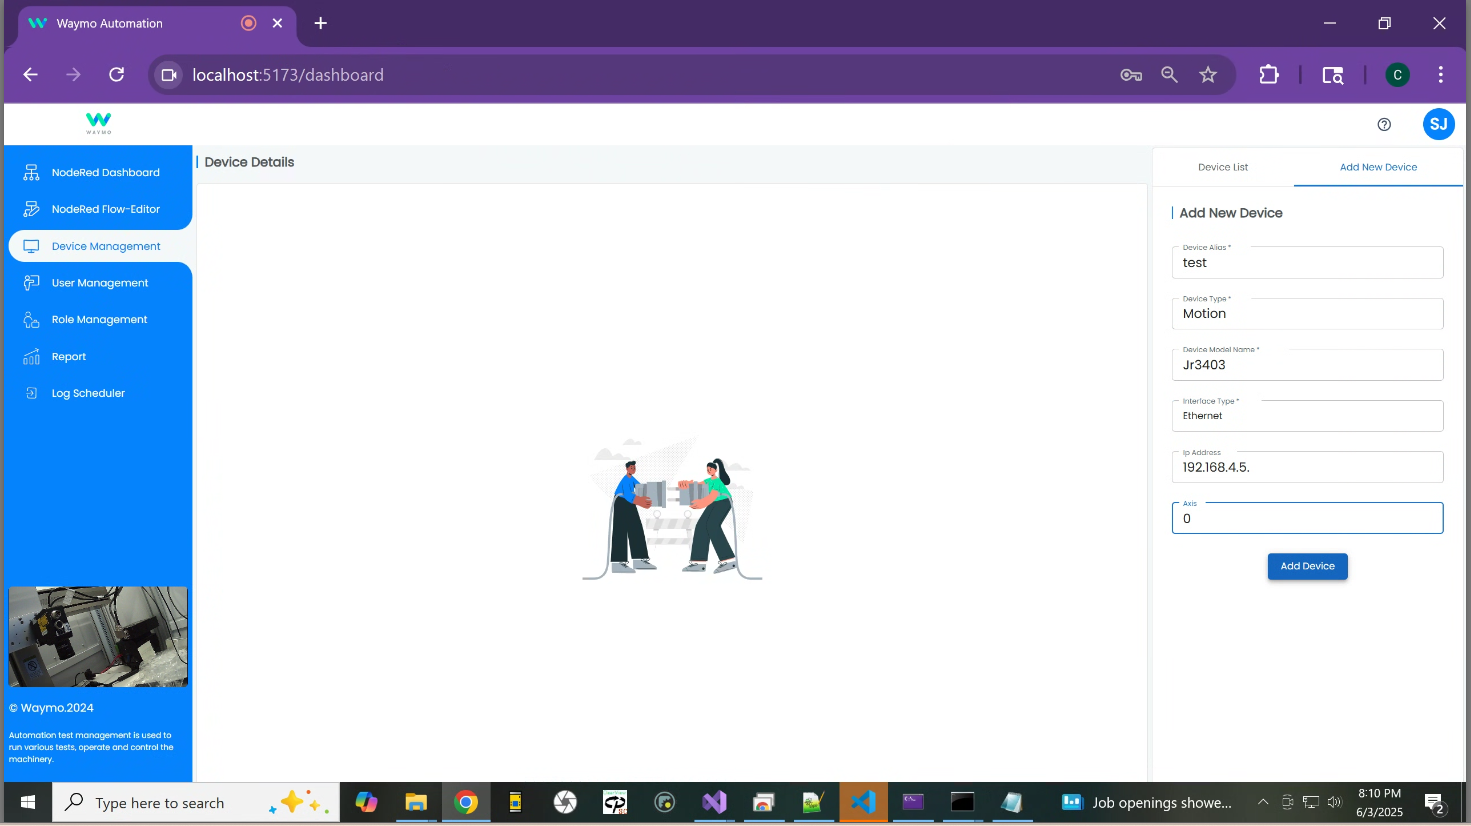 Waymo Automation
localhost:5173/dashboard
C
WAYMO
SJ
NodeRed Dashboard
NodeRed Flow-Editor
Device Management
User Management
Role Management
Report
Log Scheduler
© Waymo.2024
Automation test management is used to
run various tests, operate and control the
machinery.
Device Details
Device List
Add New Device
Add New Device
Device Alias *
test
Device Type *
Motion
Device Model Name *
Jr3403
Interface Type *
Ethernet
Ip Address
192.168.4.5.
Axis
0
Add Device
Type here to search
Job openings showe...
8:10 PM
6/3/2025
2